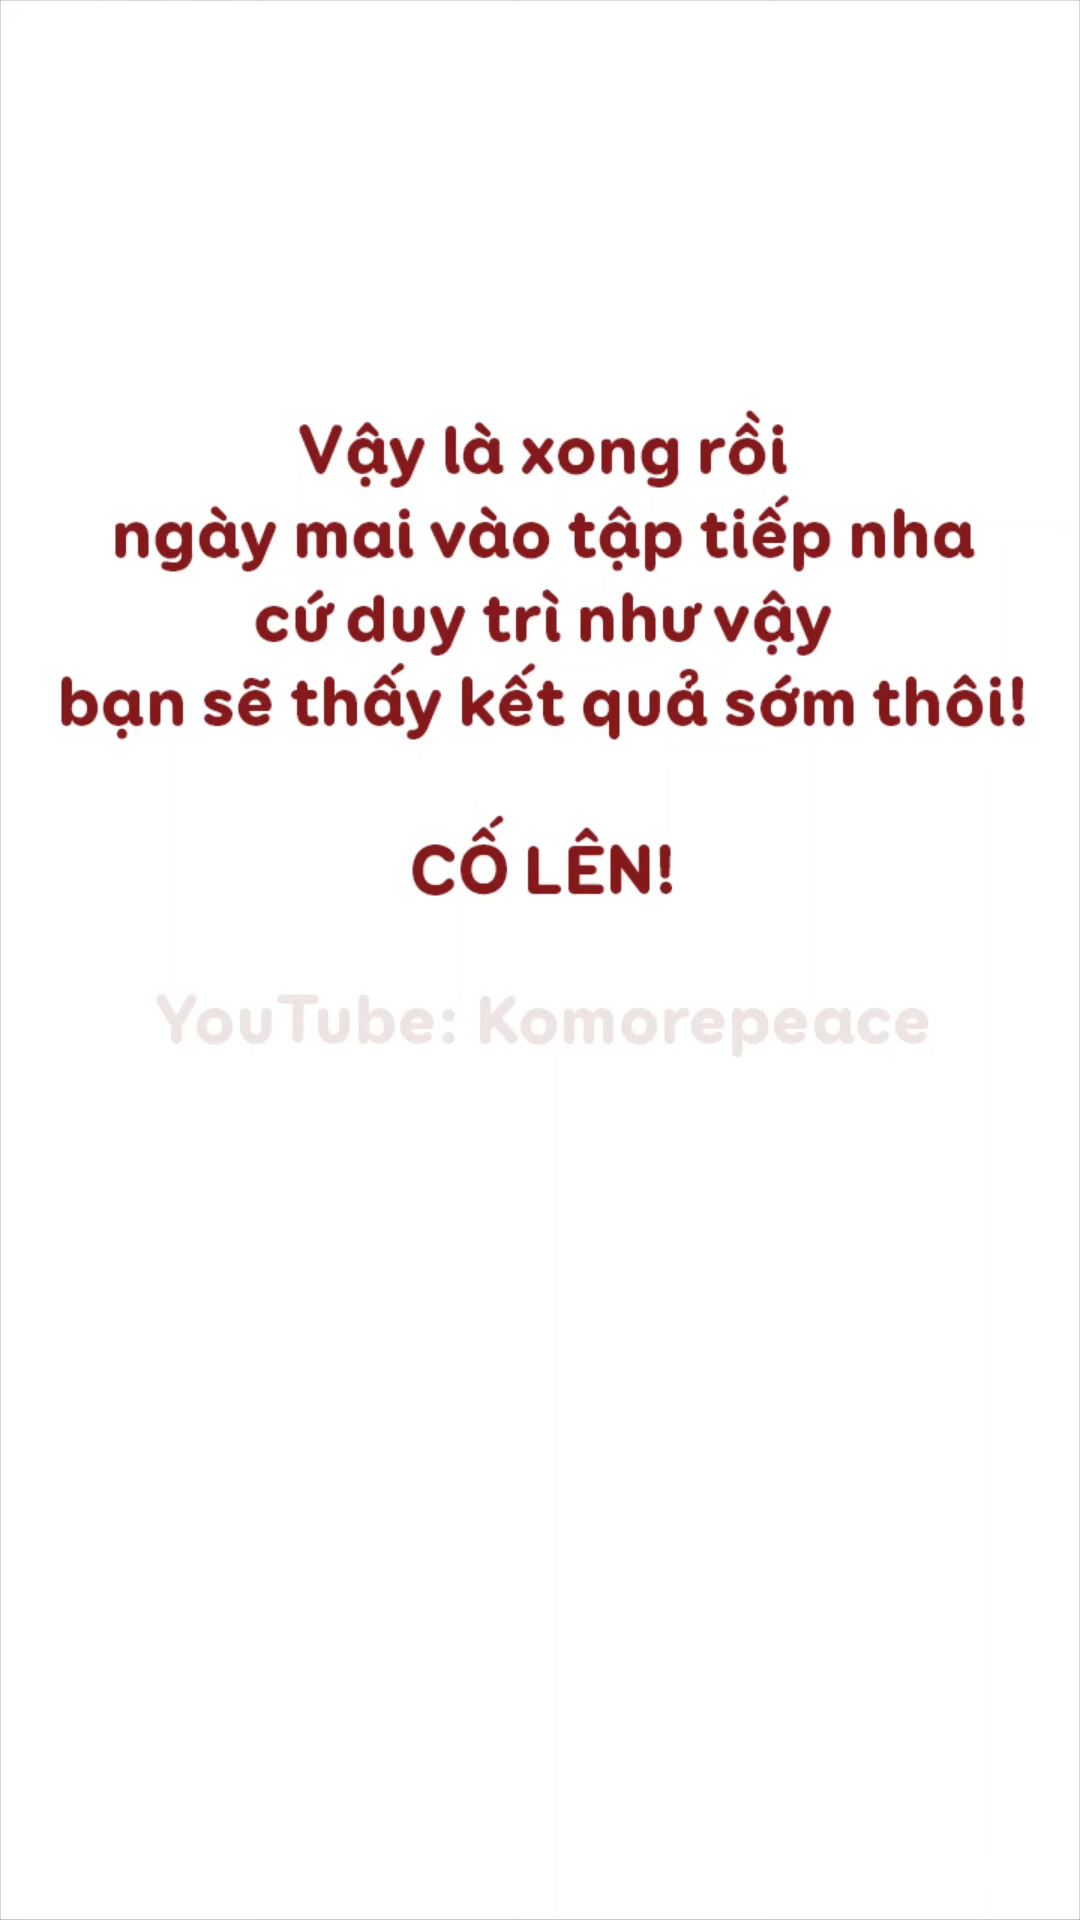 Vậy là xong rồi
ngày mai vào tập tiếp nha
cứ duy trì như vậy
bạn sẽ thấy kết quả sớm thôi!
CỐ LÊN!
YouTube: Komorepeace